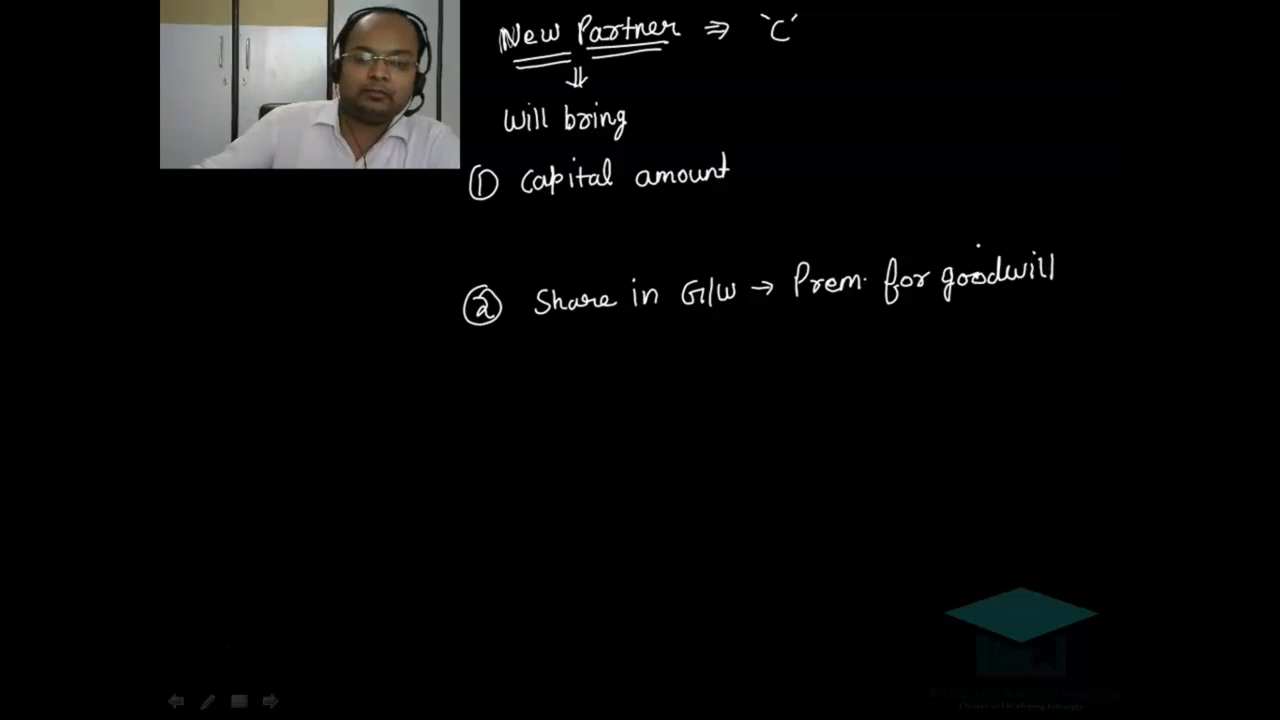 New Partner ⇒ 'C'
⇓
Will bring
① Capital amount
② Share in G/W → Prem. for goodwill